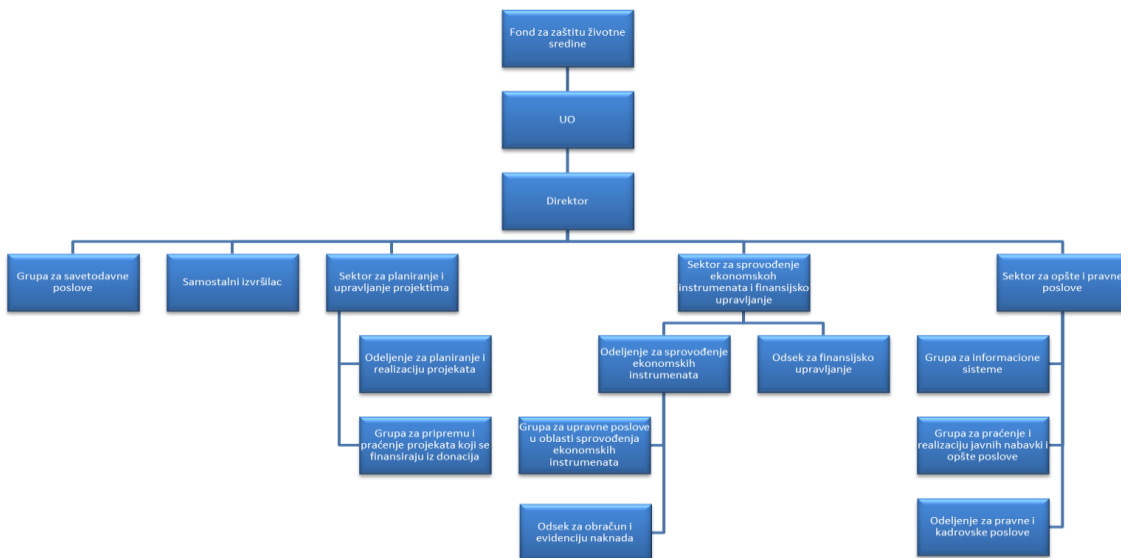 Fond za zaštitu životne
sredine
UO
Direktor
Grupa za savetodavne
poslove
Samostalni izvršilac
Sektor za planiranje i
upravljanje projektima
Sektor za sprovođenje
ekonomskih
instrumenata i finansijsko
upravljanje
Sektor za opšte i pravne
poslove
Odeljenje za planiranje i
realizaciju projekata
Grupa za pripremu i
praćenje projekata koji se
finansiraju iz donacija
Odeljenje za sprovođenje
ekonomskih
instrumenata
Odsek za finansijsko
upravljanje
Grupa za upravne poslove
u oblasti sprovođenja
ekonomskih
instrumenata
Odsek za obračun i
evidenciju naknada
Grupa za informacione
sisteme
Grupa za praćenje i
realizaciju javnih nabavki i
opšte poslove
Odeljenje za pravne i
kadrovske poslove